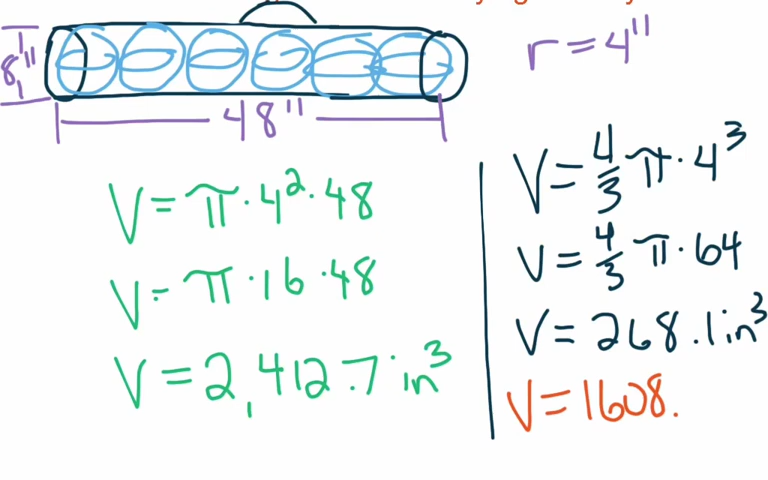 r = 4"
8"
48"
V = π · 4² · 48
V = π · 16 · 48
V = 2,412.7 in³
V = 4/3 π · 4³
V = 4/3 π · 64
V = 268.1 in³
V = 1608.